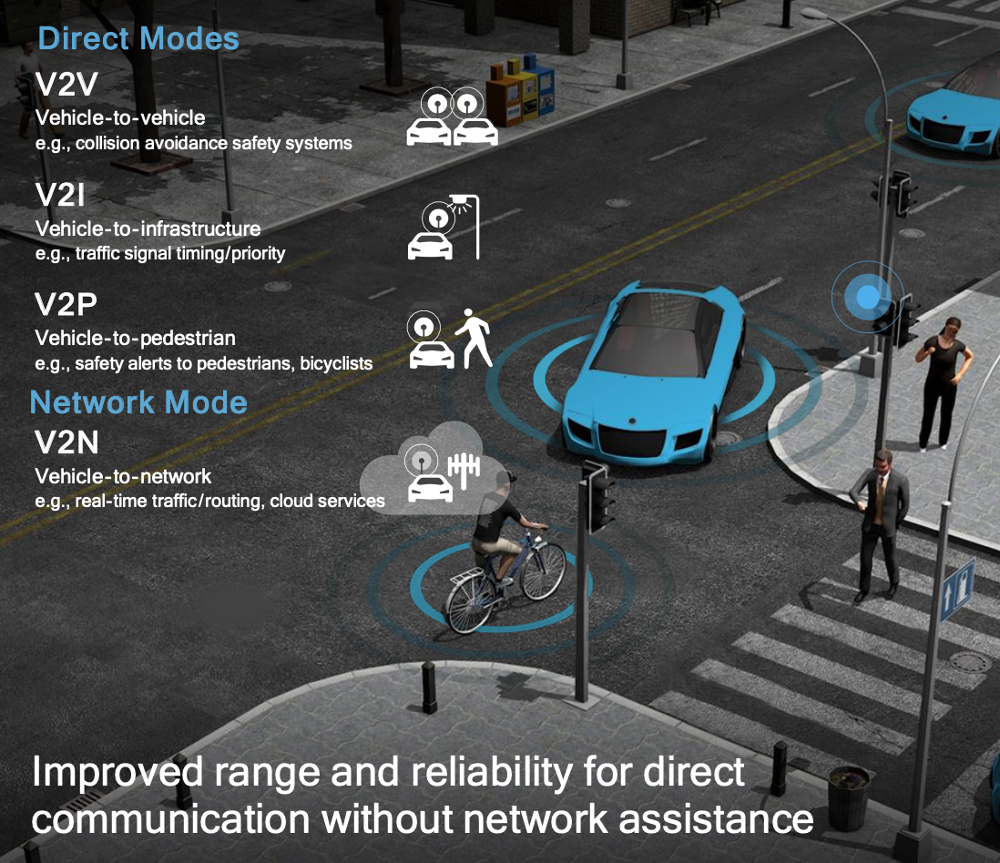 Direct Modes
V2V
Vehicle-to-vehicle
e.g., collision avoidance safety systems
V2I
Vehicle-to-infrastructure
e.g., traffic signal timing/priority
V2P
Vehicle-to-pedestrian
e.g., safety alerts to pedestrians, bicyclists
Network Mode
V2N
Vehicle-to-network
e.g., real-time traffic/routing, cloud services
Improved range and reliability for direct
communication without network assistance